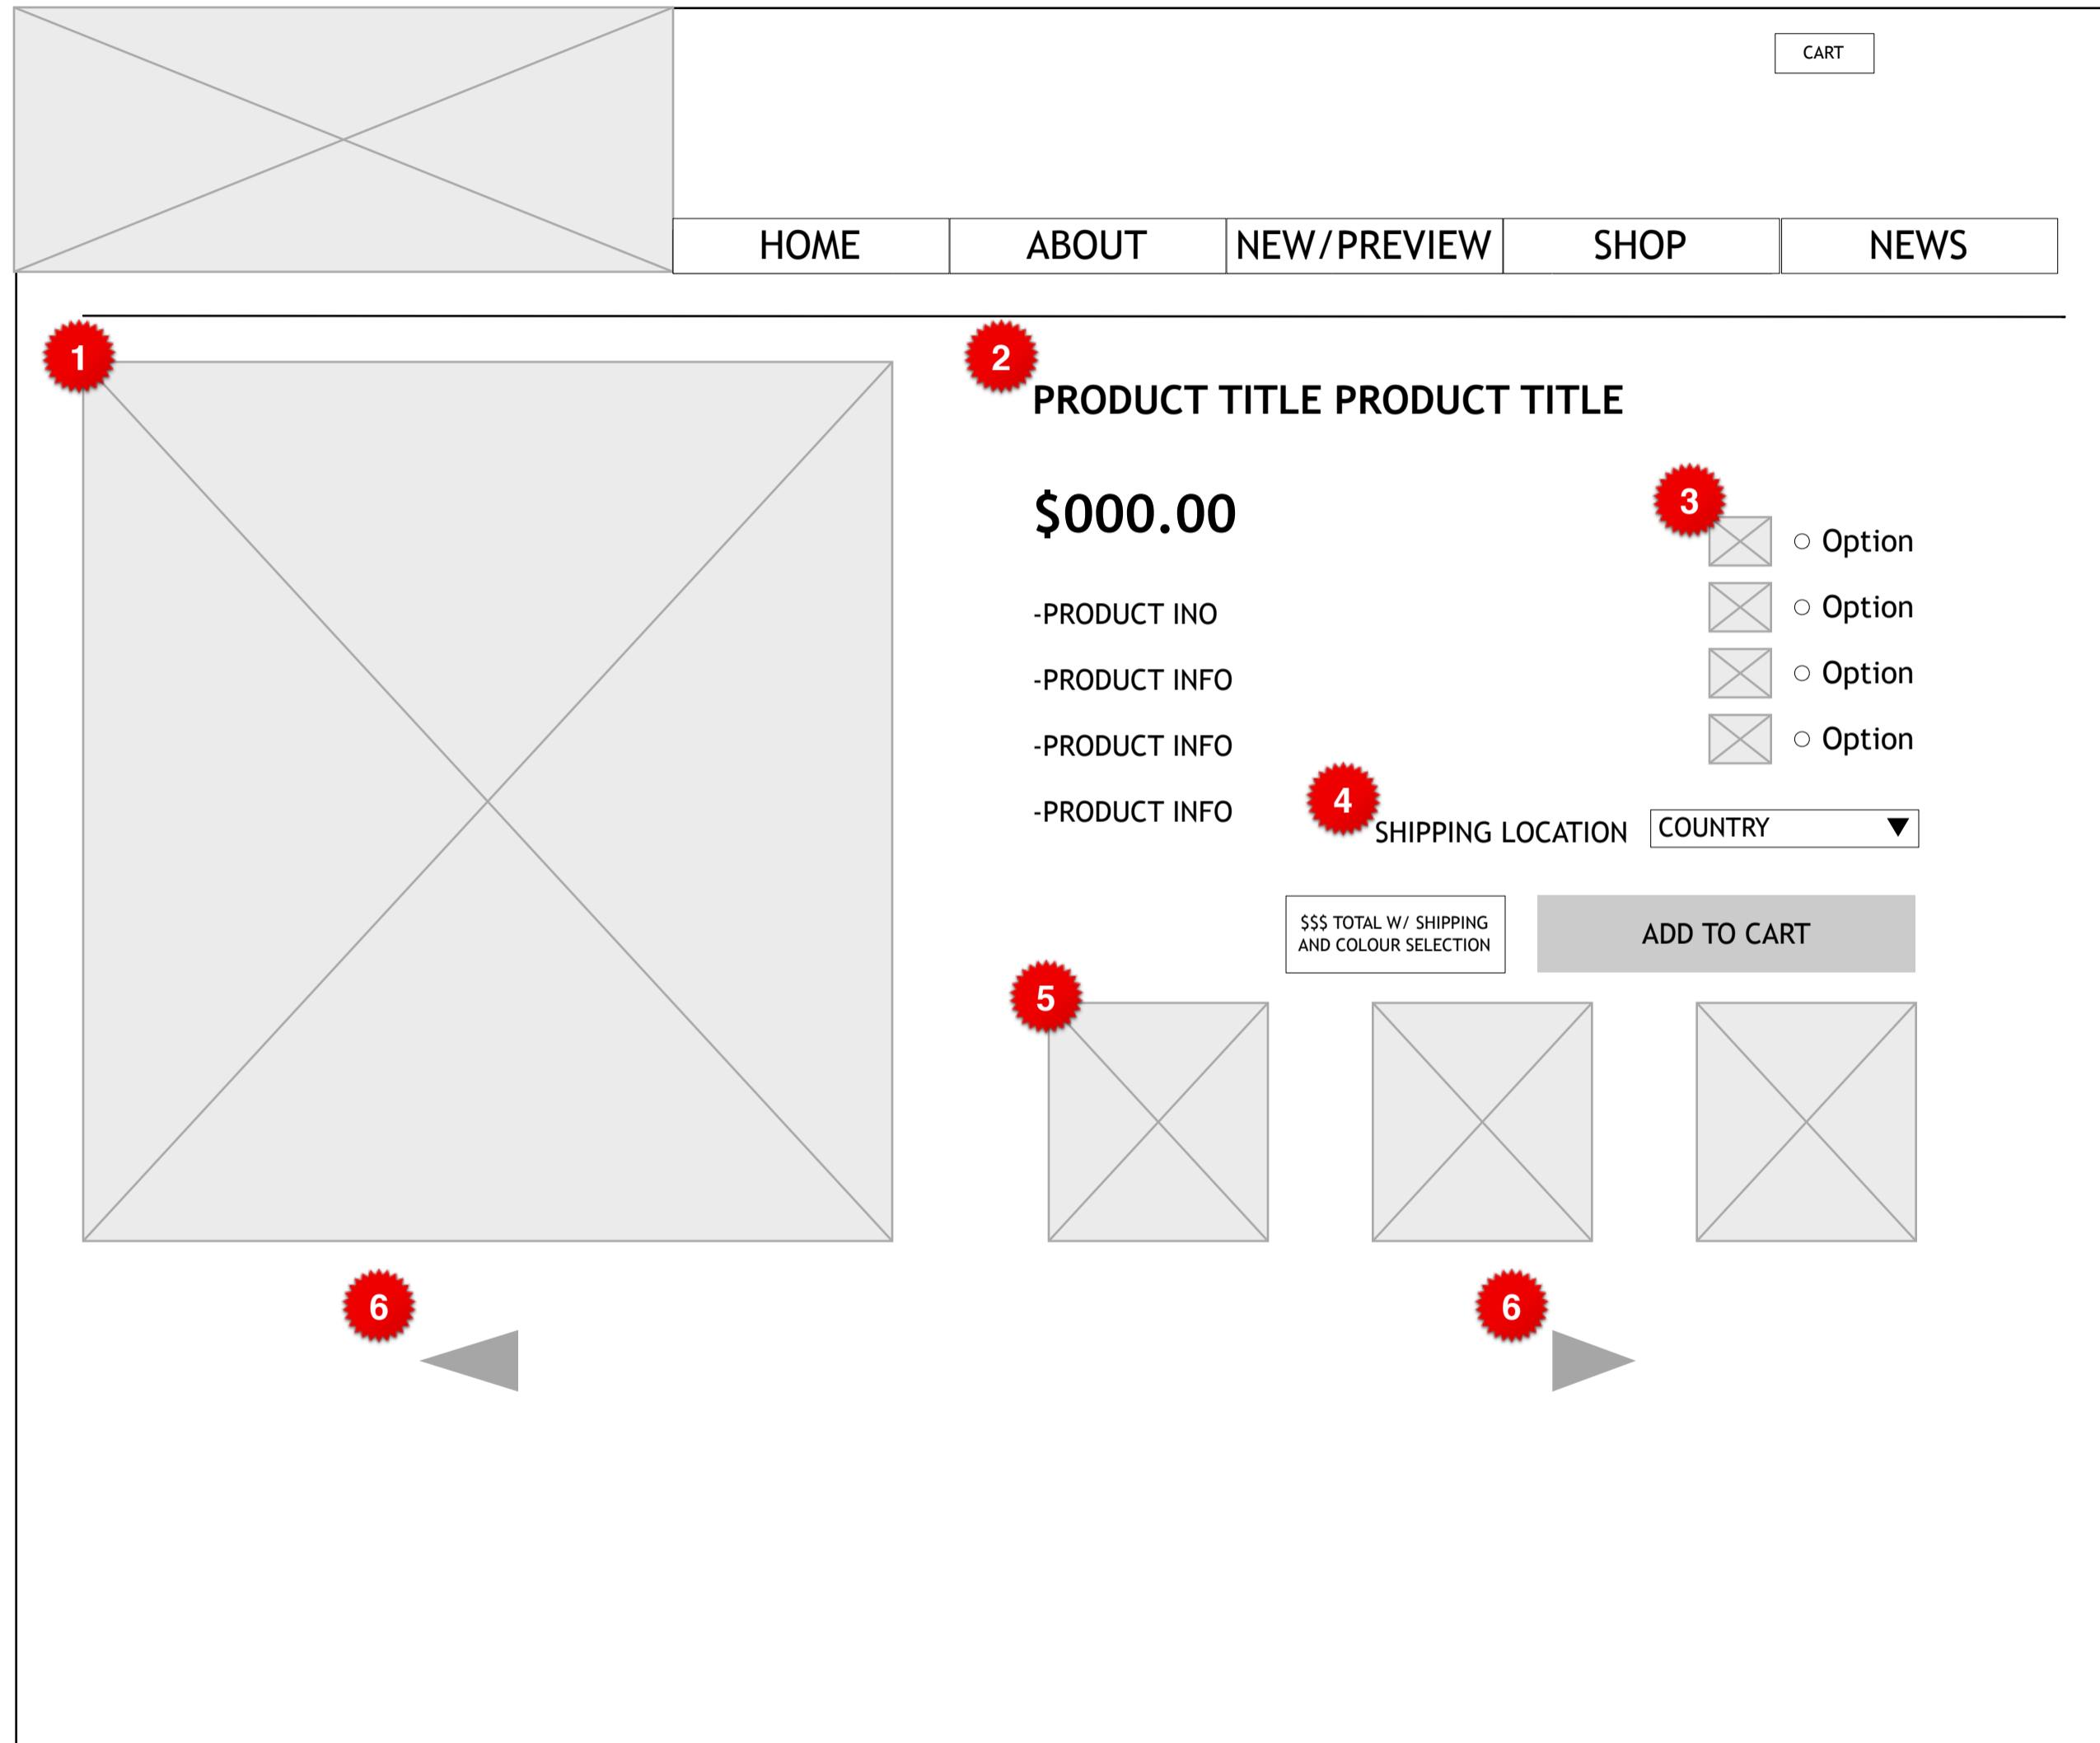 CART
HOME
ABOUT
NEW/PREVIEW
SHOP
NEWS
1
2
PRODUCT TITLE PRODUCT TITLE
$000.00
-PRODUCT INO
-PRODUCT INFO
-PRODUCT INFO
-PRODUCT INFO
3
Option
Option
Option
Option
4
SHIPPING LOCATION
COUNTRY
$$$ TOTAL W/ SHIPPING
AND COLOUR SELECTION
ADD TO CART
5
6
6